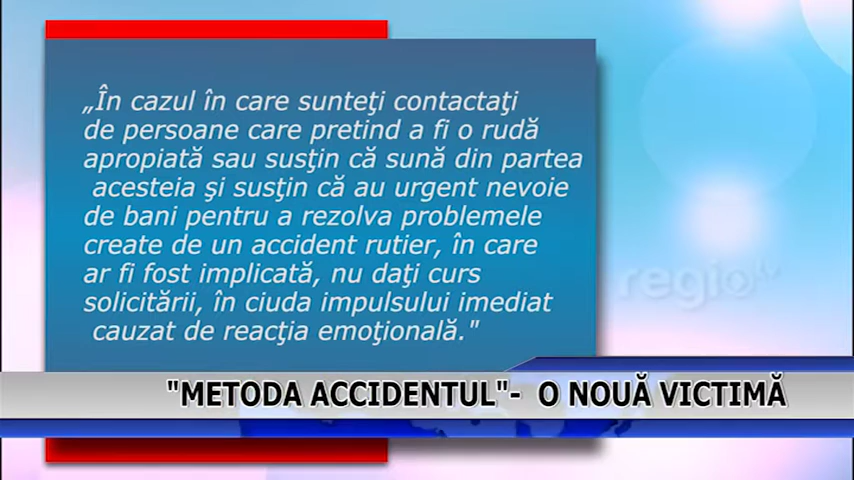 „În cazul în care sunteţi contactaţi
de persoane care pretind a fi o rudă
apropiată sau susţin că sună din partea
acesteia şi susţin că au urgent nevoie
de bani pentru a rezolva problemele
create de un accident rutier, în care
ar fi fost implicată, nu daţi curs
solicitării, în ciuda impulsului imediat
cauzat de reacţia emoţională."
regio tv
"METODA ACCIDENTUL"- O NOUĂ VICTIMĂ